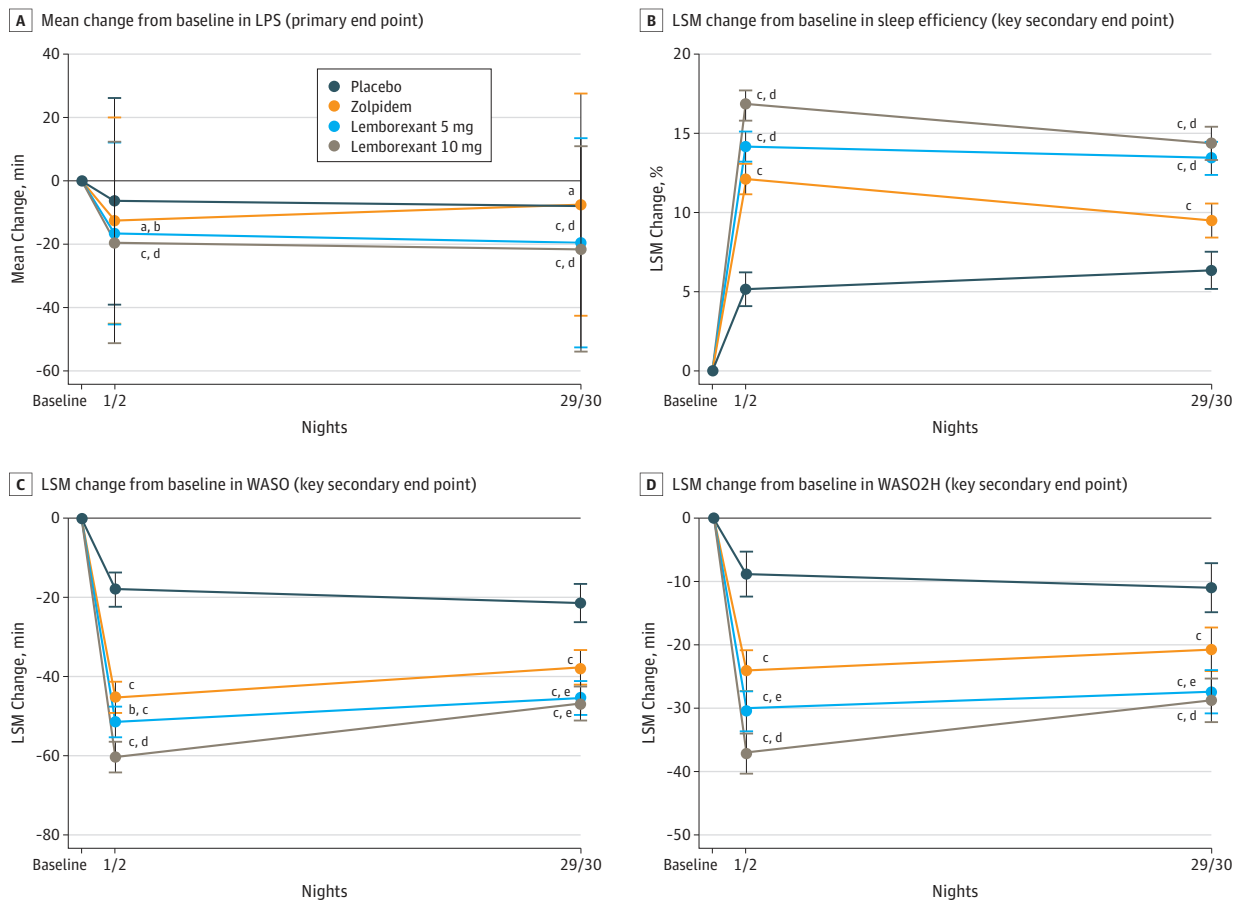 A Mean change from baseline in LPS (primary end point)
40
20
0
-20
-40
-60
Mean Change, min
Placebo
Zolpidem
Lemborexant 5 mg
Lemborexant 10 mg
a, b
c, d
a
c, d
c, d
Baseline 1/2 29/30
Nights
B LSM change from baseline in sleep efficiency (key secondary end point)
20
15
10
5
0
LSM Change, %
c, d
c, d
c
c, d
c, d
c
Baseline 1/2 29/30
Nights
C LSM change from baseline in WASO (key secondary end point)
0
-20
-40
-60
-80
LSM Change, min
c
b, c
c, d
c
c, e
c, e
Baseline 1/2 29/30
Nights
D LSM change from baseline in WASO2H (key secondary end point)
0
-10
-20
-30
-40
-50
LSM Change, min
c
c, e
c, d
c
c, e
c, d
Baseline 1/2 29/30
Nights